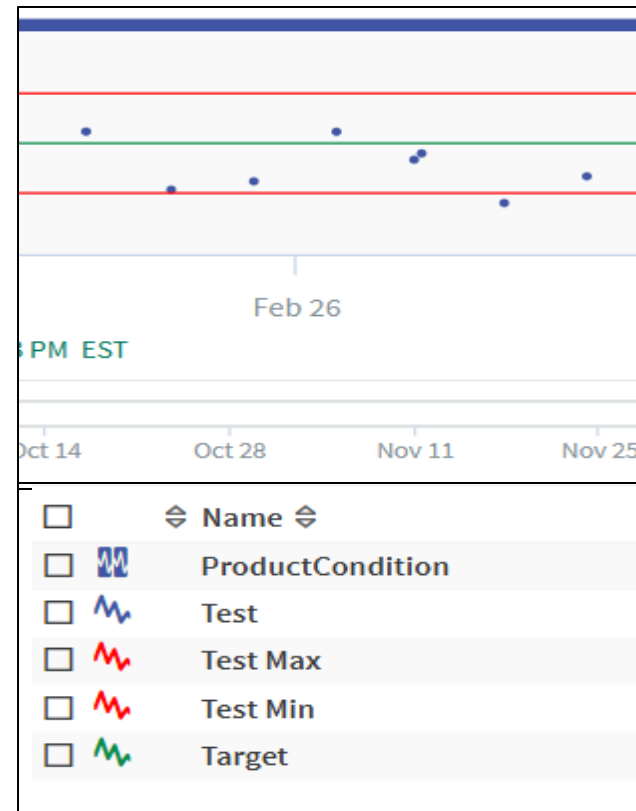 Feb 26
PM EST
Oct 14 Oct 28 Nov 11 Nov 25
Name
ProductCondition
Test
Test Max
Test Min
Target